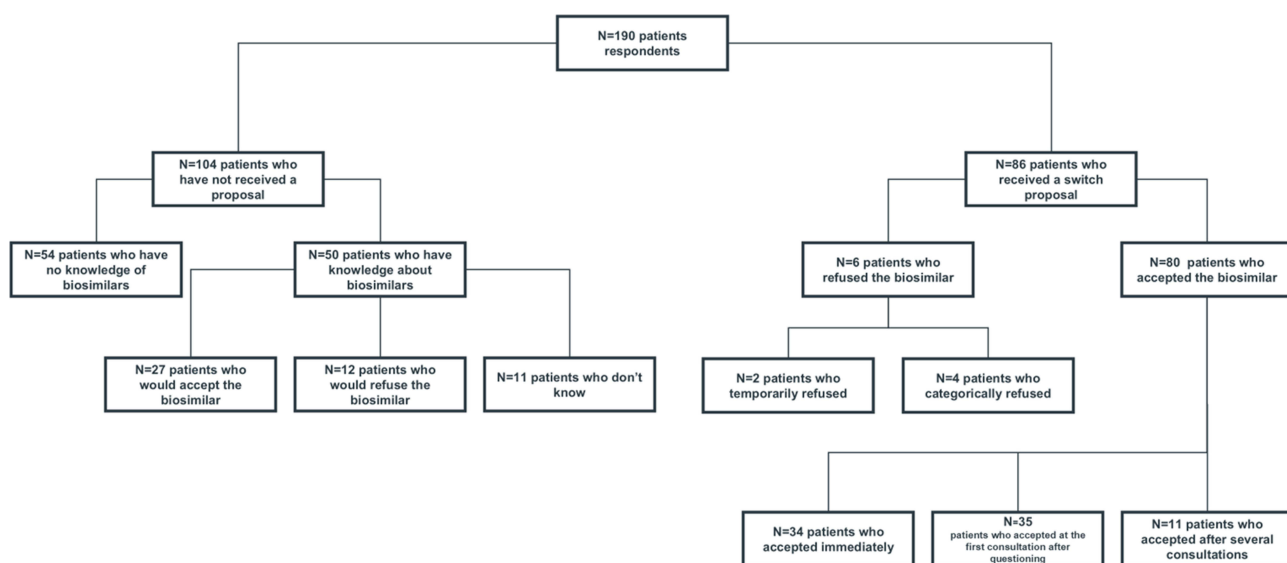 N=190 patients
respondents
N=104 patients who
have not received a
proposal
N=86 patients who
received a switch
proposal
N=54 patients who have
no knowledge of
biosimilars
N=50 patients who have
knowledge about
biosimilars
N=6 patients who
refused the biosimilar
N=80 patients who
accepted the biosimilar
N=27 patients who
would accept the
biosimilar
N=12 patients who
would refuse the
biosimilar
N=11 patients who don't
know
N=2 patients who
temporarily refused
N=4 patients who
categorically refused
N=34 patients who
accepted immediately
N=35
patients who accepted at the
first consultation after
questioning
N=11 patients who
accepted after several
consultations